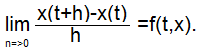 lim x(t+h)-x(t)/h =f(t,x).
n=>0